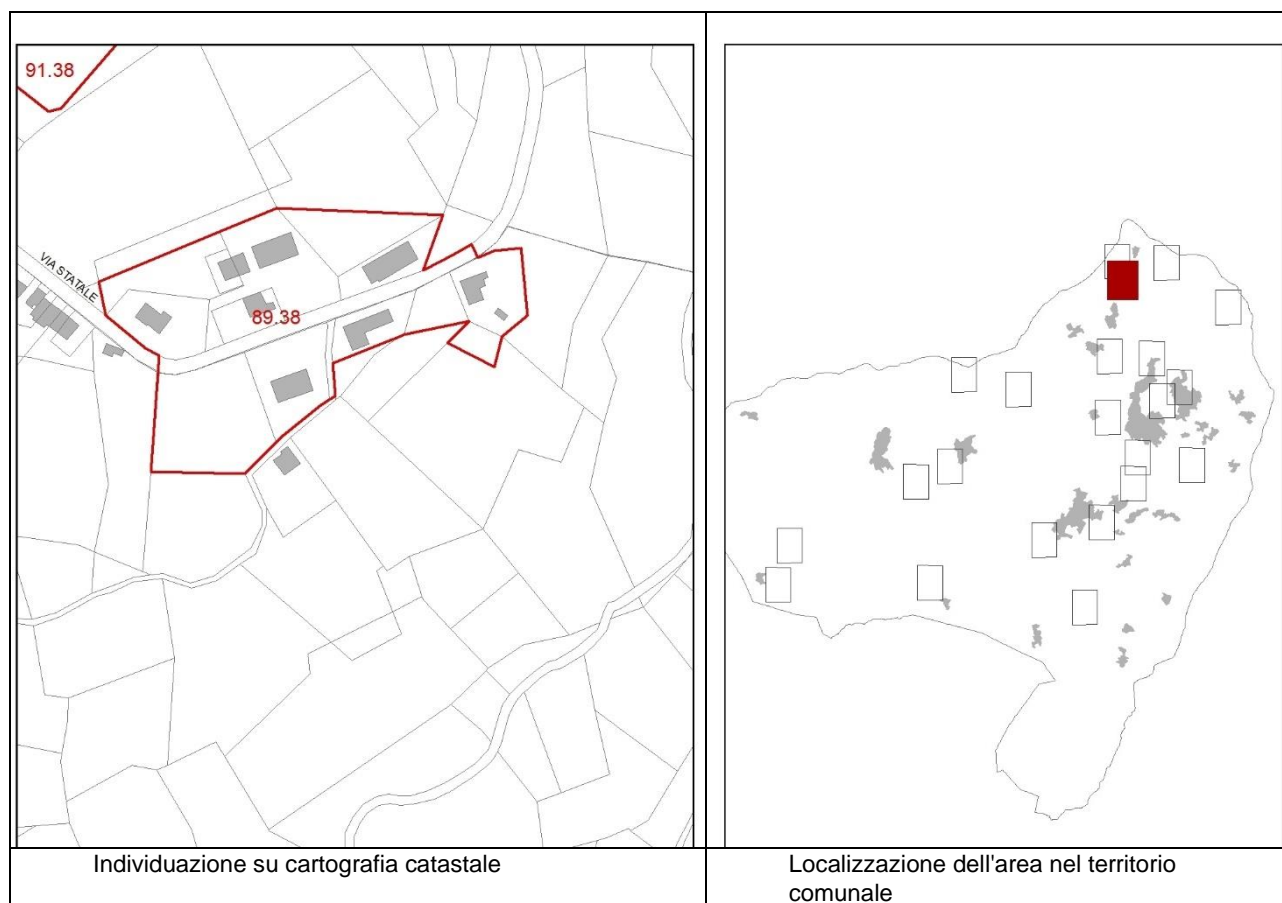 91.38
VIA STATALE
89.38
Individuazione su cartografia catastale
Localizzazione dell'area nel territorio
comunale